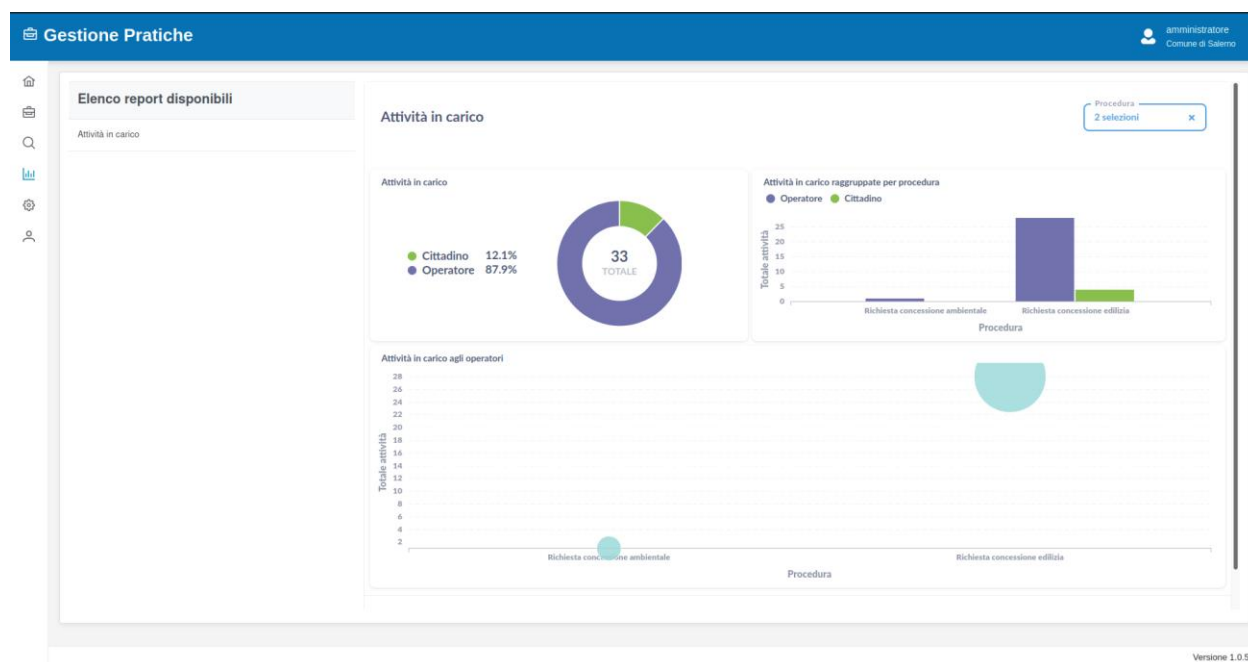 Gestione Pratiche
amministratore
Comune di Salerno
Elenco report disponibili
Attività in carico
Attività in carico
Procedura
2 selezioni
Attività in carico
Cittadino 12.1%
Operatore 87.9%
33
TOTALE
Attività in carico raggruppate per procedura
Operatore Cittadino
Totale attività
25
20
15
10
5
0
Richiesta concessione ambientale Richiesta concessione edilizia
Procedura
Attività in carico agli operatori
Totale attività
28
26
24
22
20
18
16
14
12
10
8
6
4
2
Richiesta concessione ambientale Richiesta concessione edilizia
Procedura
Versione 1.0.5